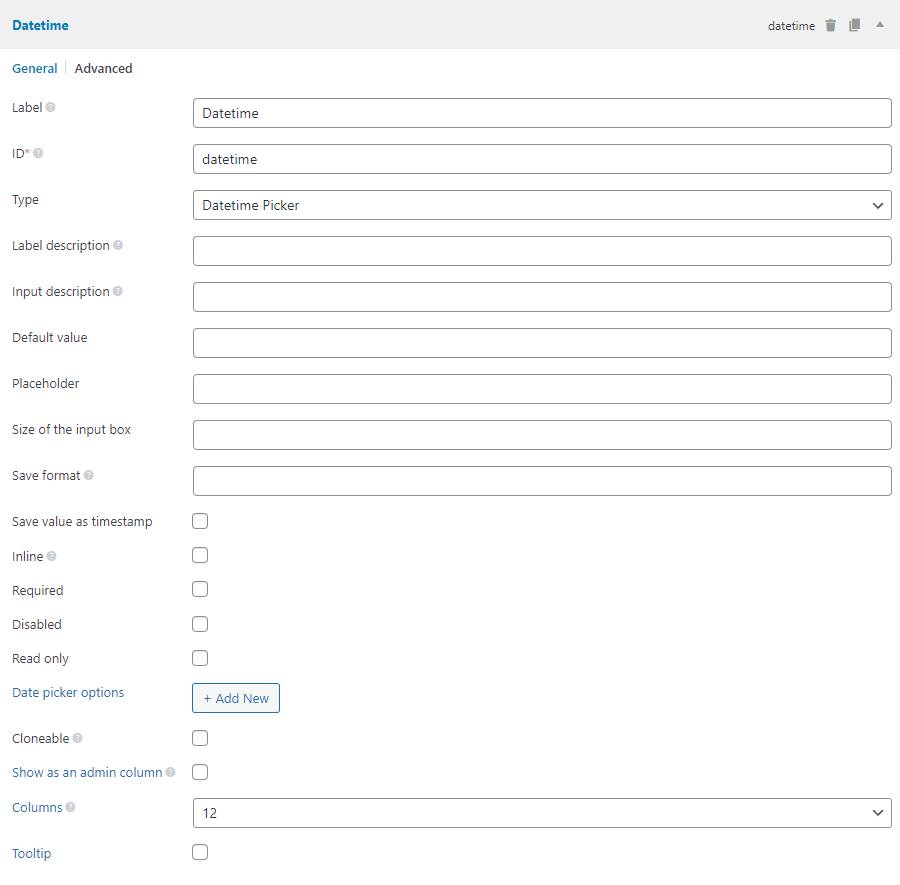 Datetime datetime
General Advanced
Label Datetime
ID* datetime
Type Datetime Picker
Label description
Input description
Default value
Placeholder
Size of the input box
Save format
Save value as timestamp
Inline
Required
Disabled
Read only
Date picker options + Add New
Cloneable
Show as an admin column
Columns 12
Tooltip